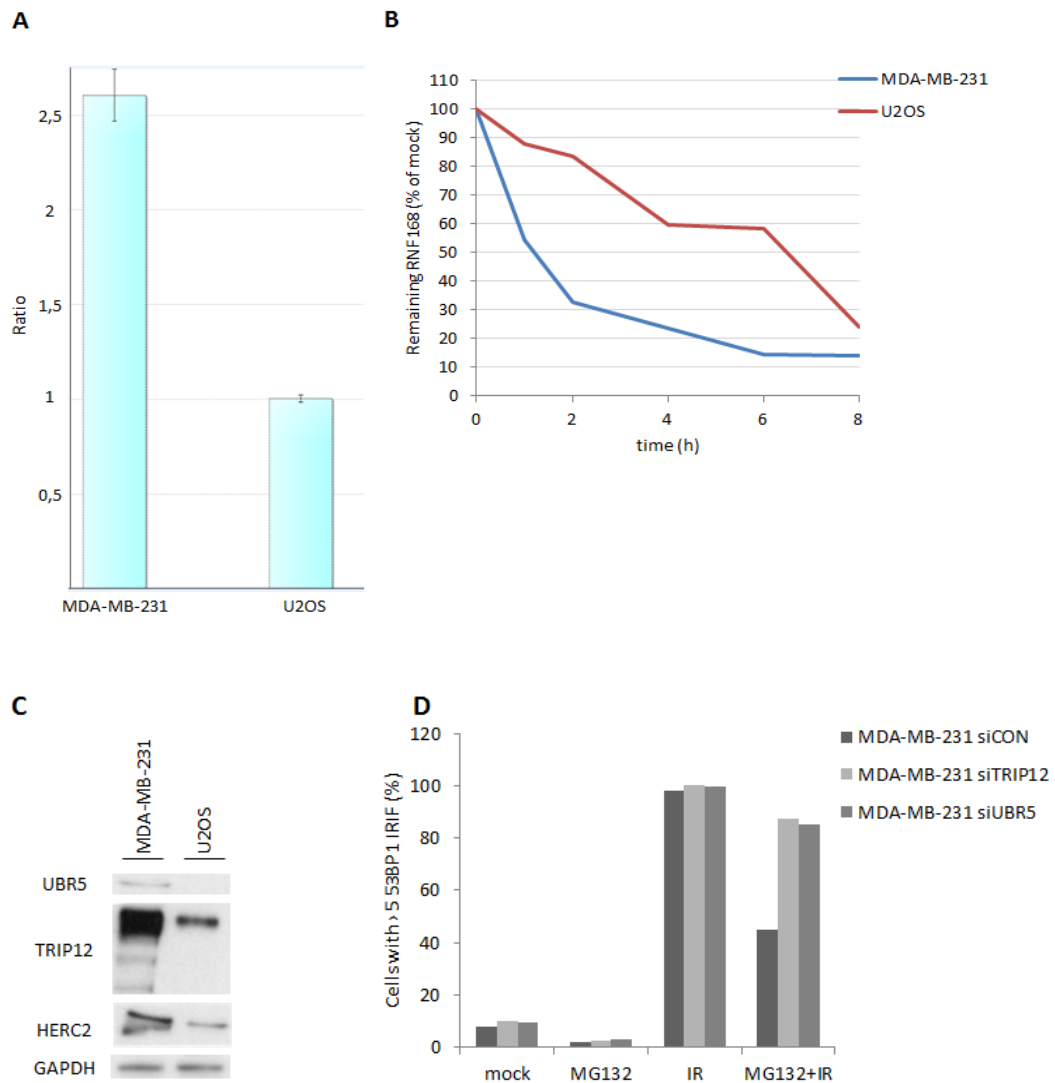 A
Ratio
2,5
2
1,5
1
0,5
MDA-MB-231 U2OS
B
Remaining RNF168 (% of mock)
110
100
90
80
70
60
50
40
30
20
10
0
0 2 4 6 8
time (h)
MDA-MB-231
U2OS
C
MDA-MB-231
U2OS
UBR5
TRIP12
HERC2
GAPDH
D
Cells with > 5 53BP1 IRIF (%)
120
100
80
60
40
20
0
mock MG132 IR MG132+IR
MDA-MB-231 siCON
MDA-MB-231 siTRIP12
MDA-MB-231 siUBR5